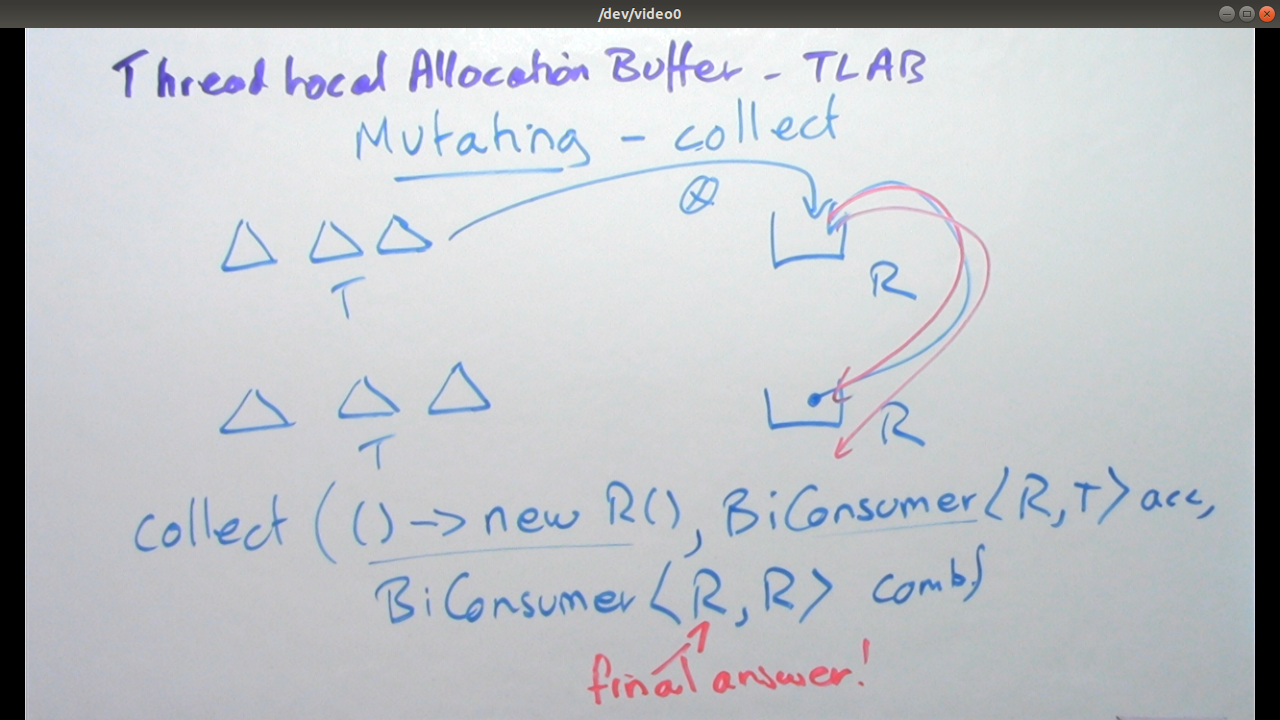 /dev/video0
Thread Local Allocation Buffer - TLAB
Mutating - collect
R
T
R
T
collect (() -> new R(), BiConsumer<R,T> acc,
BiConsumer<R,R> comb)
final answer!